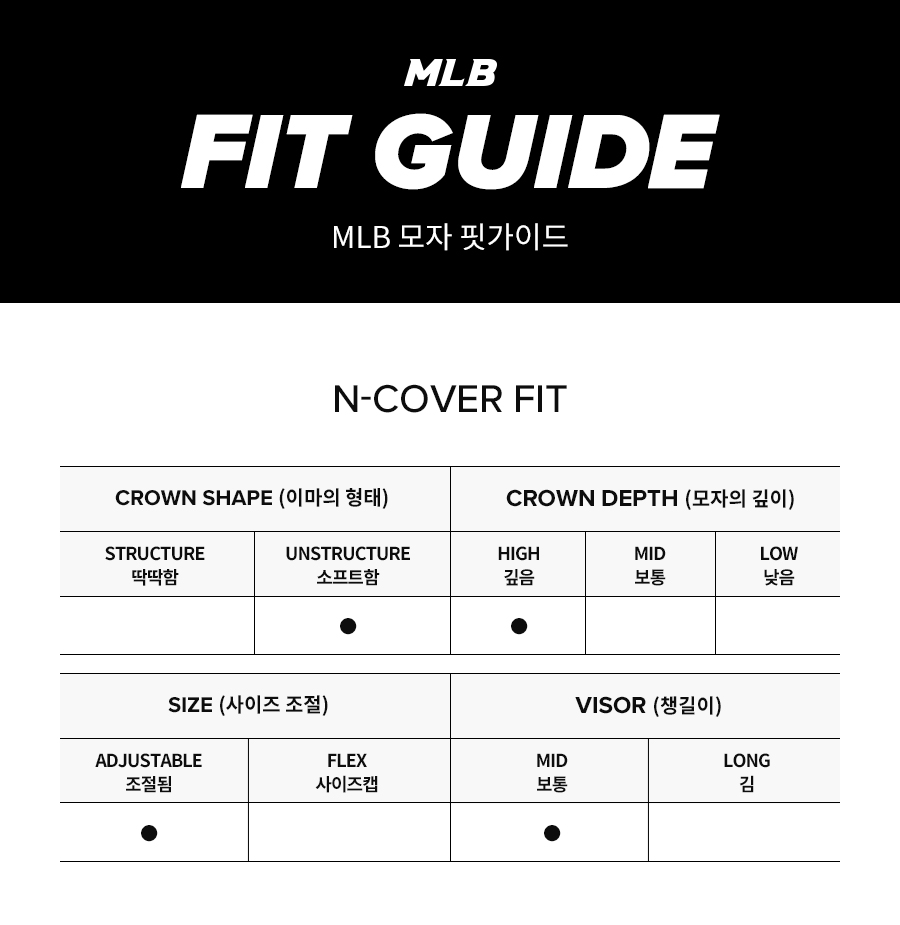 MLB
FIT GUIDE
MLB 모자 핏가이드
N-COVER FIT
CROWN SHAPE (이마의 형태)
CROWN DEPTH (모자의 깊이)
STRUCTURE
딱딱함
UNSTRUCTURE
소프트함
HIGH
깊음
MID
보통
LOW
낮음
SIZE (사이즈 조절)
VISOR (챙길이)
ADJUSTABLE
조절됨
FLEX
사이즈캡
MID
보통
LONG
김